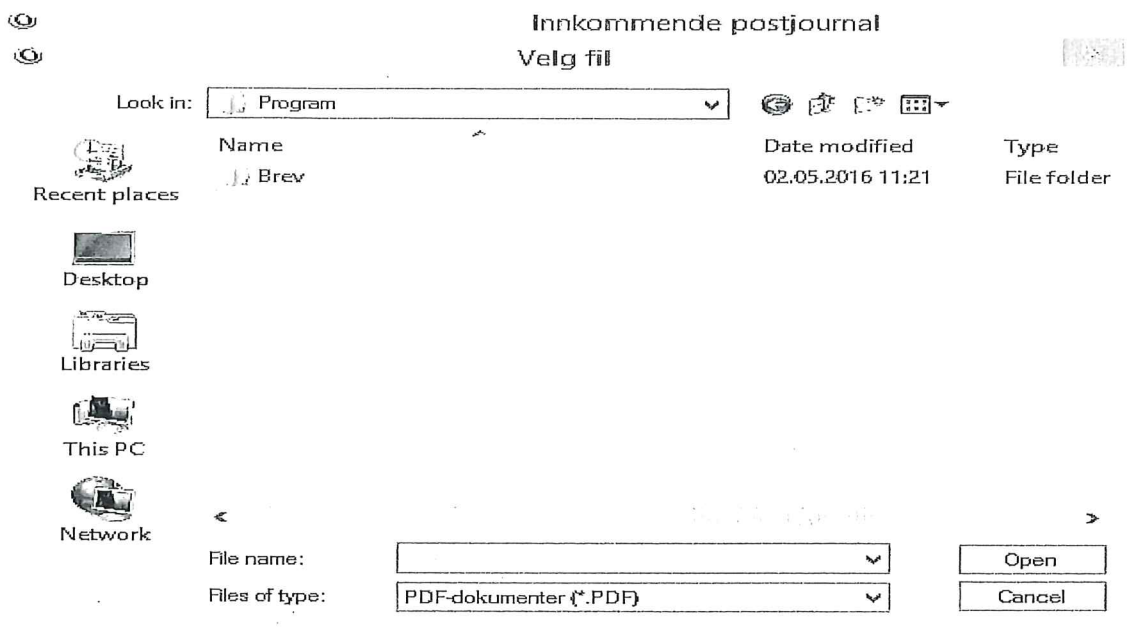 Innkommende postjournal
Velg fil
Look in: Program
Name Date modified Type
Brev 02.05.2016 11:21 File folder
Recent places
Desktop
Libraries
This PC
Network
File name: Open
Files of type: PDF-dokumenter (*.PDF) Cancel